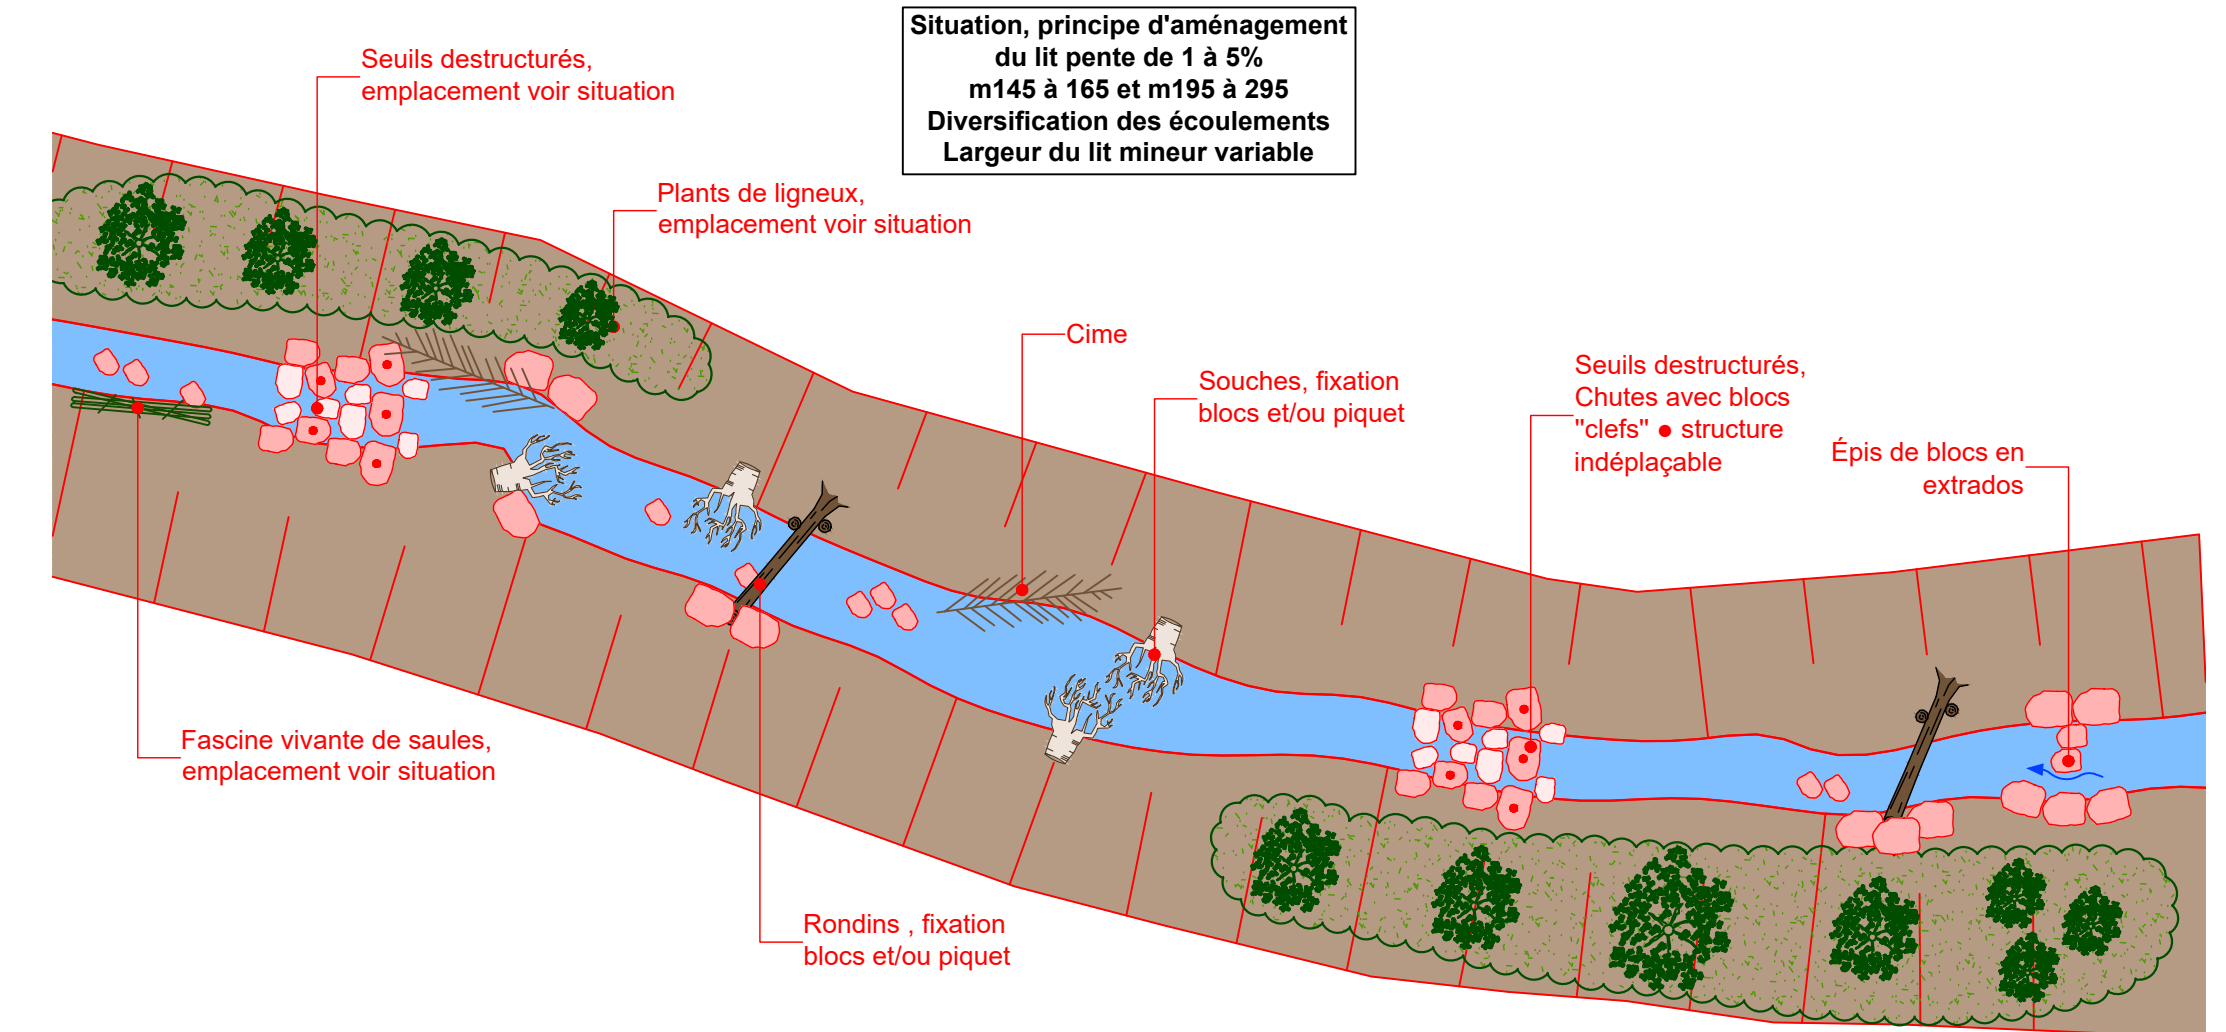 Situation, principe d'aménagement
du lit pente de 1 à 5%
m145 à 165 et m195 à 295
Diversification des écoulements
Largeur du lit mineur variable
Seuils destructurés,
emplacement voir situation
Plants de ligneux,
emplacement voir situation
Cime
Souches, fixation
blocs et/ou piquet
Seuils destructurés,
Chutes avec blocs
"clefs" ● structure
indéplaçable
Épis de blocs en
extrados
Fascine vivante de saules,
emplacement voir situation
Rondins , fixation
blocs et/ou piquet